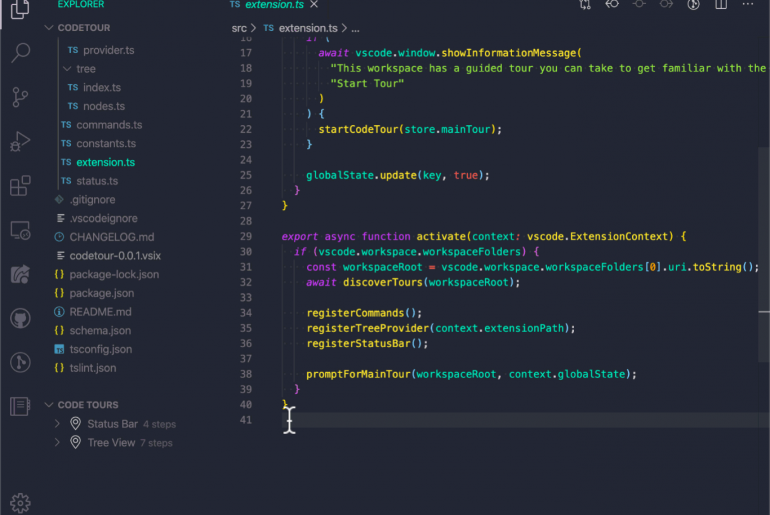 EXPLORER
CODETOUR
TS provider.ts
tree
TS index.ts
TS nodes.ts
TS commands.ts
TS constants.ts
TS extension.ts
TS status.ts
.gitignore
.vscodeignore
CHANGELOG.md
codetour-0.0.1.vsix
{} package-lock.json
{} package.json
README.md
{} schema.json
TS tsconfig.json
{} tslint.json
CODE TOURS
Status Bar 4 steps
Tree View 7 steps
TS extension.ts
src > TS extension.ts > ...
16 if (
17 await vscode.window.showInformationMessage(
18 "This workspace has a guided tour you can take to get familiar with the
19 "Start Tour"
20 )
21 ) {
22 startCodeTour(store.mainTour);
23 }
24
25 globalState.update(key, true);
26 }
27 }
28
29 export async function activate(context: vscode.ExtensionContext) {
30 if (vscode.workspace.workspaceFolders) {
31 const workspaceRoot = vscode.workspace.workspaceFolders[0].uri.toString();
32 await discoverTours(workspaceRoot);
33
34 registerCommands();
35 registerTreeProvider(context.extensionPath);
36 registerStatusBar();
37
38 promptForMainTour(workspaceRoot, context.globalState);
39 }
40 }
41